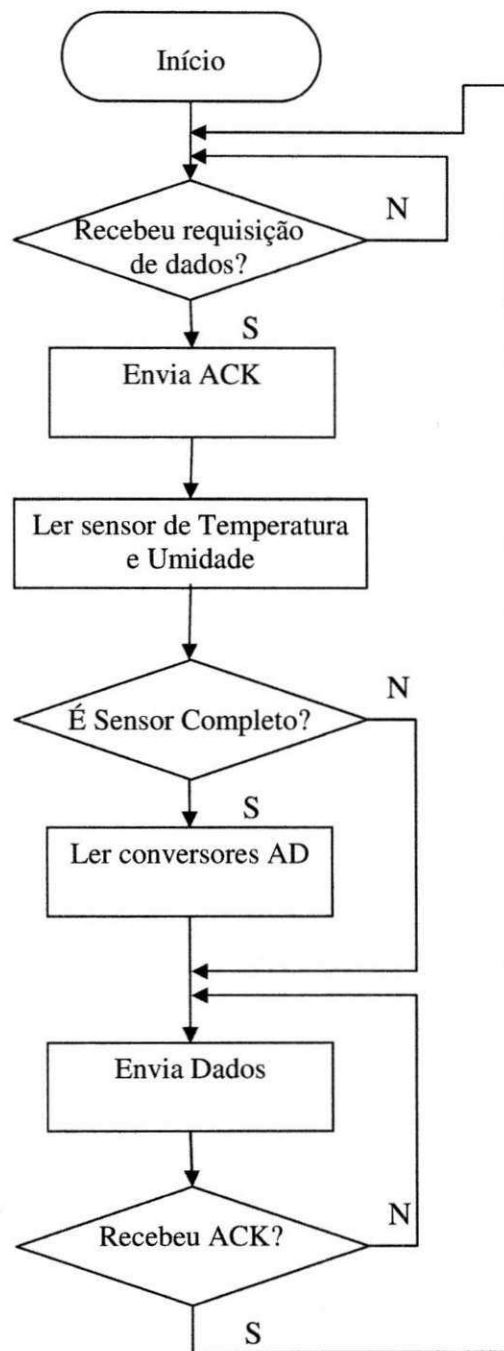 Início
Recebeu requisição
de dados?
N
S
Envia ACK
Ler sensor de Temperatura
e Umidade
É Sensor Completo?
N
S
Ler conversores AD
Envia Dados
Recebeu ACK?
N
S